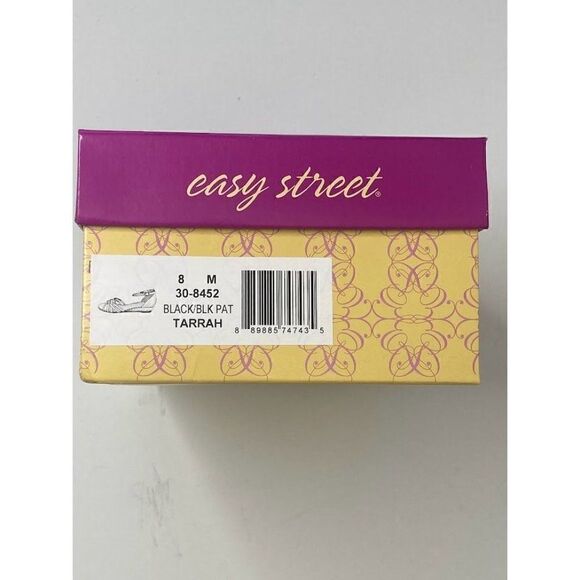 easy street®
8 M
30-8452
BLACK/BLK PAT
TARRAH
8 89885 74743 5